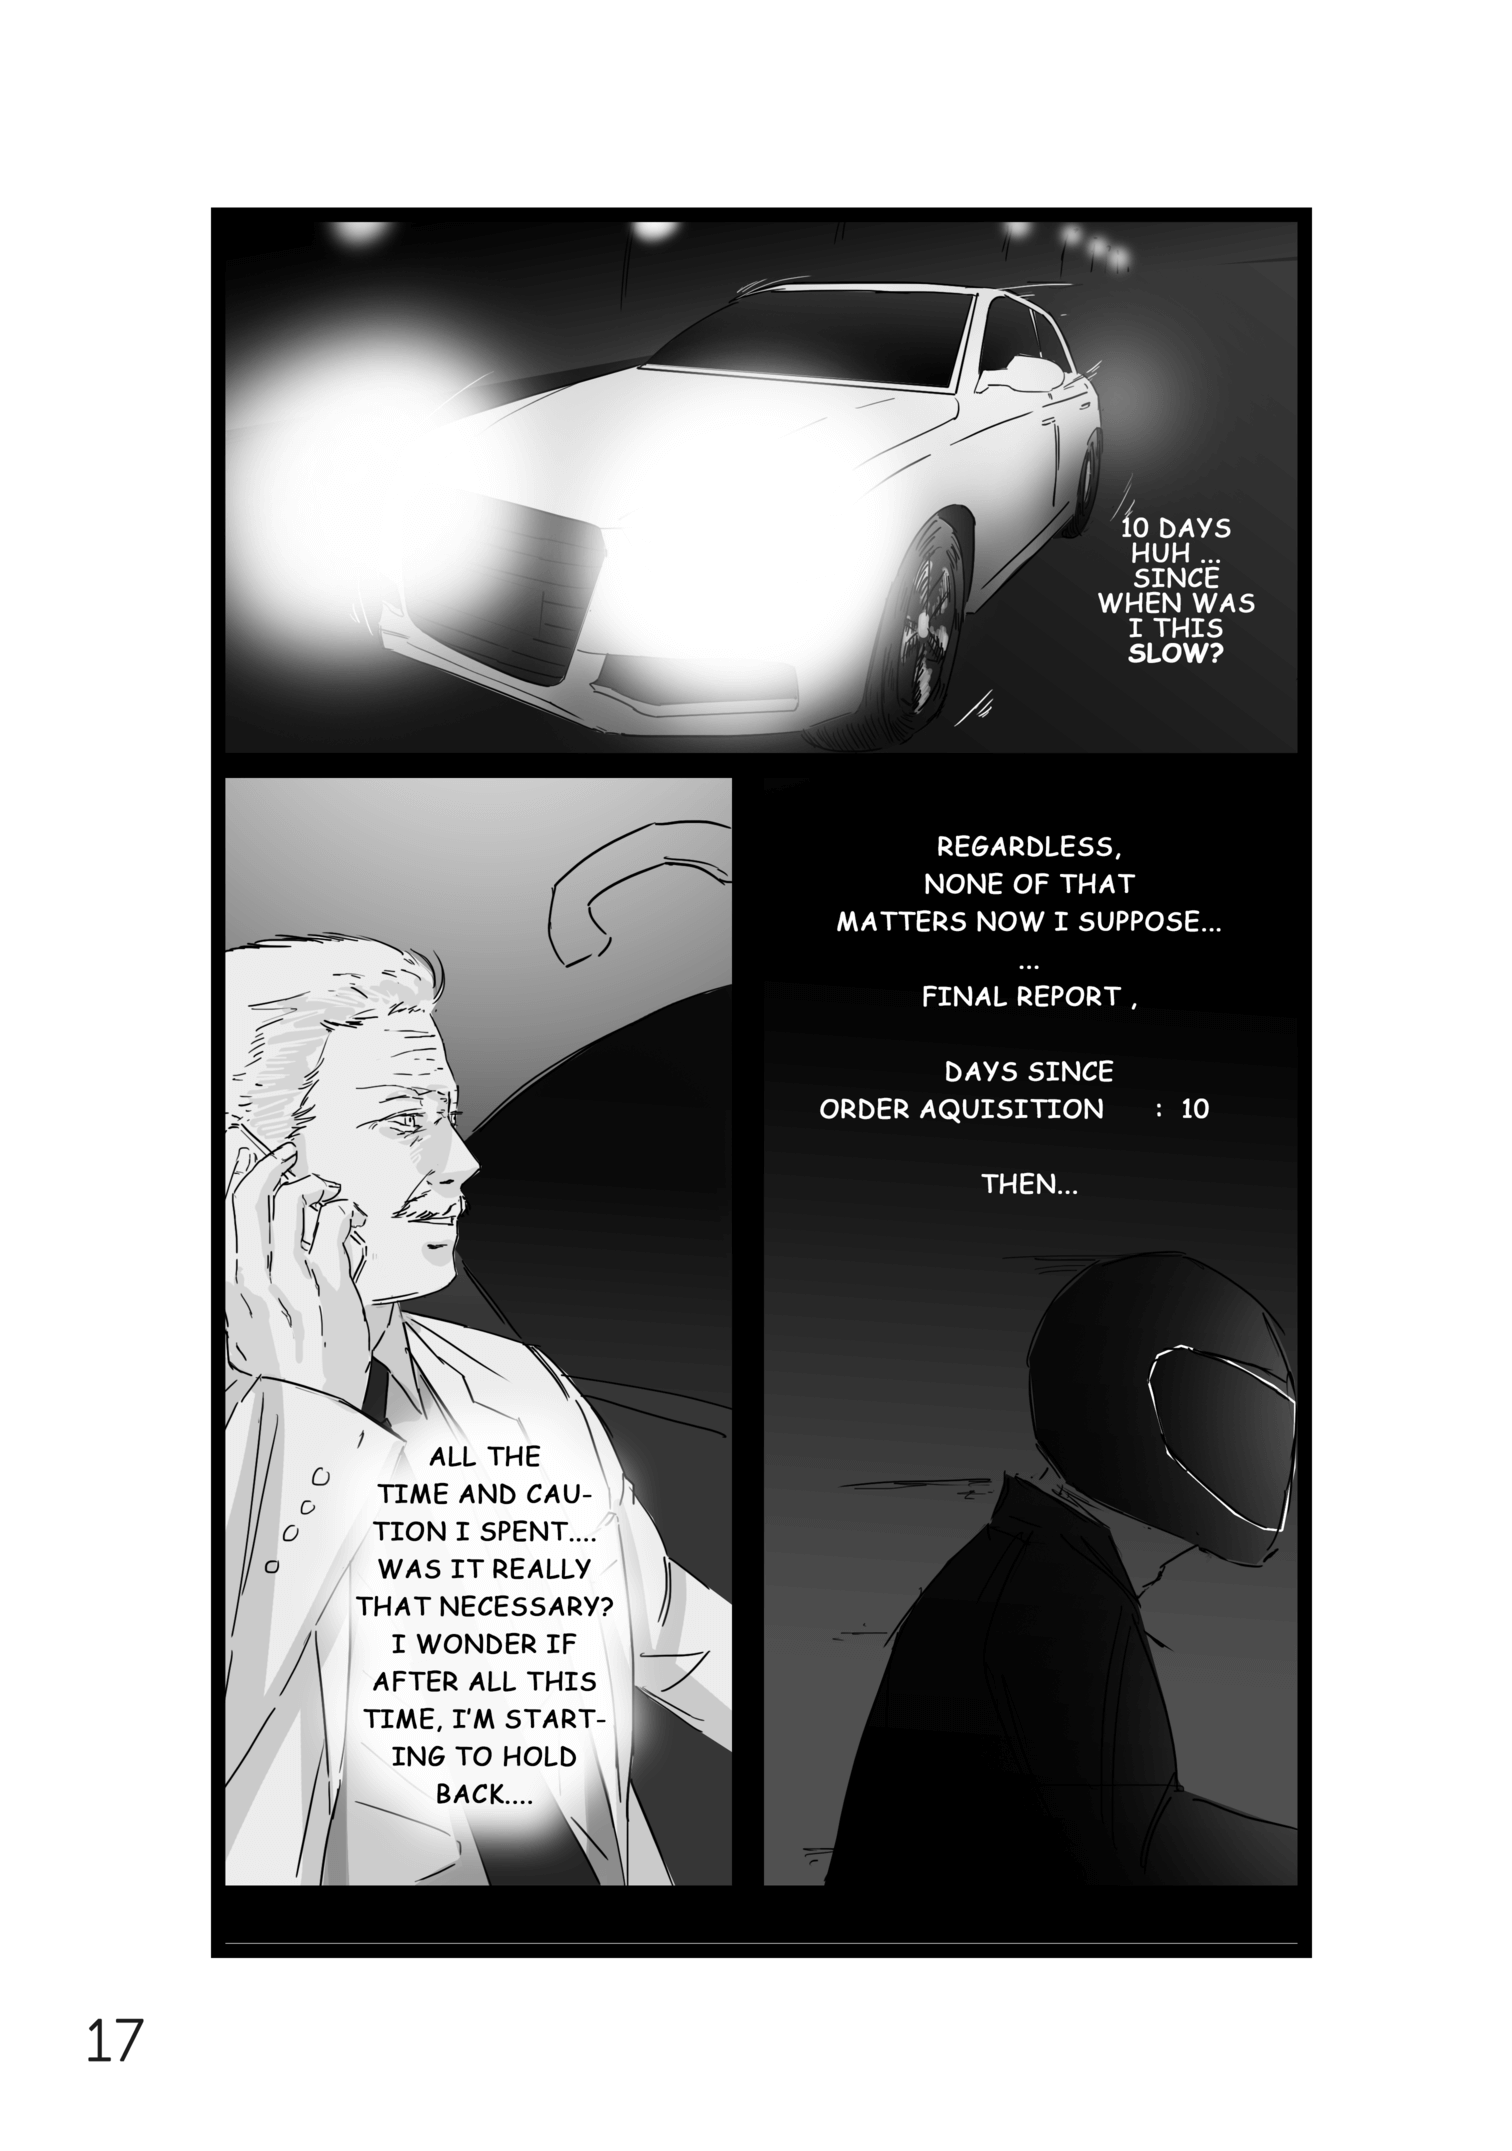 10 DAYS
HUH ...
SINCE
WHEN WAS
I THIS
SLOW?
ALL THE
TIME AND CAU-
TION I SPENT....
WAS IT REALLY
THAT NECESSARY?
I WONDER IF
AFTER ALL THIS
TIME, I'M START-
ING TO HOLD
BACK....
REGARDLESS,
NONE OF THAT
MATTERS NOW I SUPPOSE...
...
FINAL REPORT ,
DAYS SINCE
ORDER AQUISITION : 10
THEN...
17